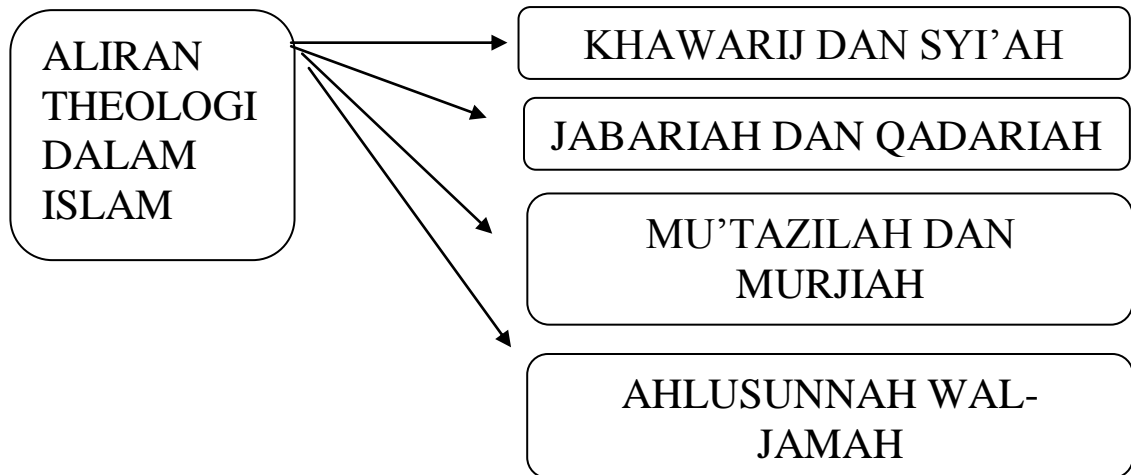 ALIRAN
THEOLOGI
DALAM
ISLAM
KHAWARIJ DAN SYI’AH
JABARIAH DAN QADARIAH
MU’TAZILAH DAN
MURJIAH
AHLUSUNNAH WAL-
JAMAH